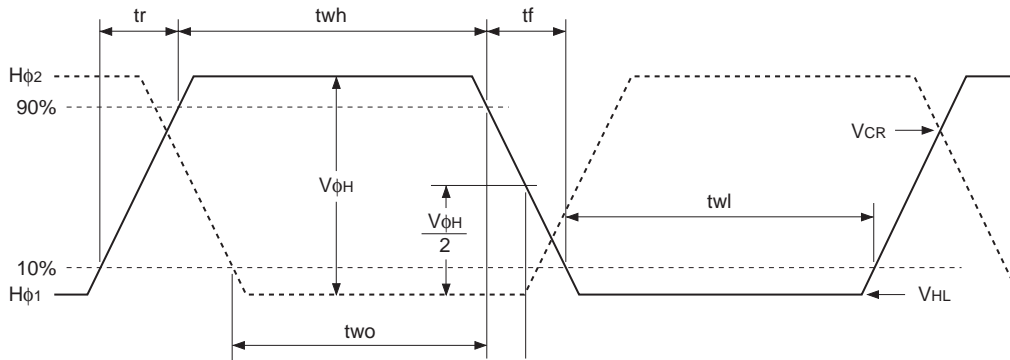 tr
twh
tf
Hϕ2
90%
VCR
VϕH
VϕH
2
twl
10%
Hϕ1
VHL
two